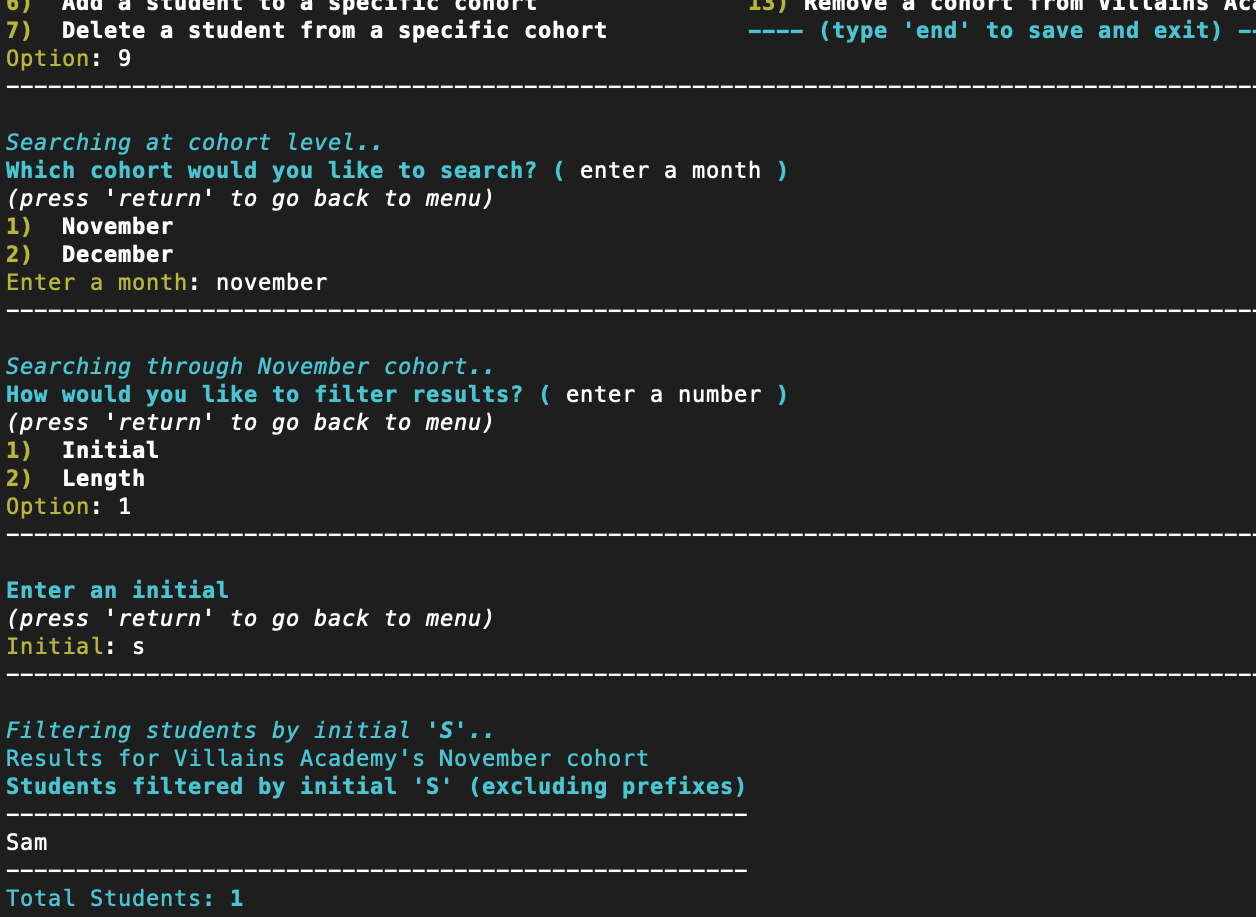 6)  Add a student to a specific cohort          13) Remove a cohort from Villains Aca
7)  Delete a student from a specific cohort          ---- (type 'end' to save and exit) --
Option: 9
Searching at cohort level..
Which cohort would you like to search? ( enter a month )
(press 'return' to go back to menu)
1)  November
2)  December
Enter a month: november
Searching through November cohort..
How would you like to filter results? ( enter a number )
(press 'return' to go back to menu)
1)  Initial
2)  Length
Option: 1
Enter an initial
(press 'return' to go back to menu)
Initial: s
Filtering students by initial 'S'..
Results for Villains Academy's November cohort
Students filtered by initial 'S' (excluding prefixes)
Sam
Total Students: 1